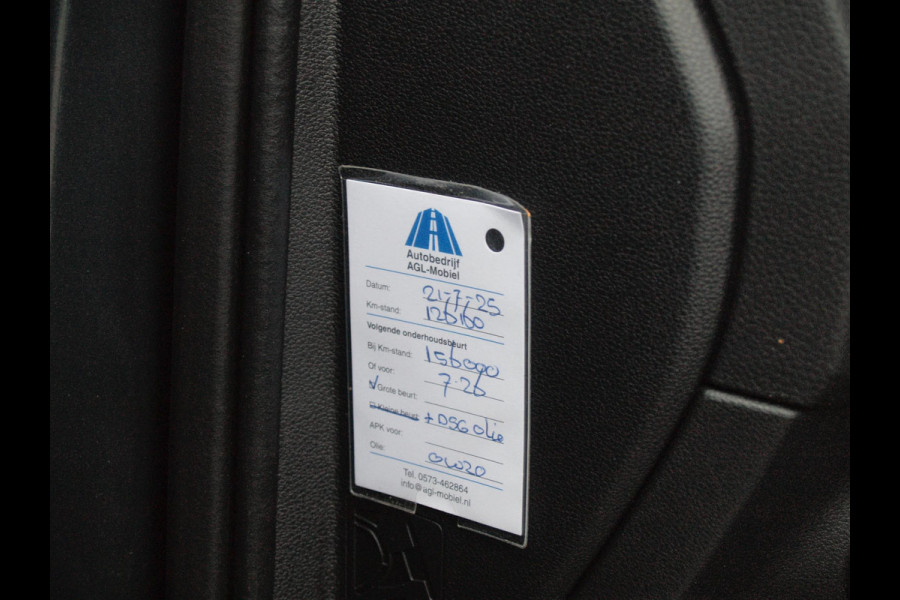 Autobedrijf
AGL-Mobiel
Datum: 21-7-25
Km-stand: 126100
Volgende onderhoudsbeurt
Bij Km-stand: 156000
Of voor: 7-26
Grote beurt:
Kleine beurt: + DSG Olie
APK voor:
Olie: 0W20
Tel. 0573-462864
info@agl-mobiel.nl